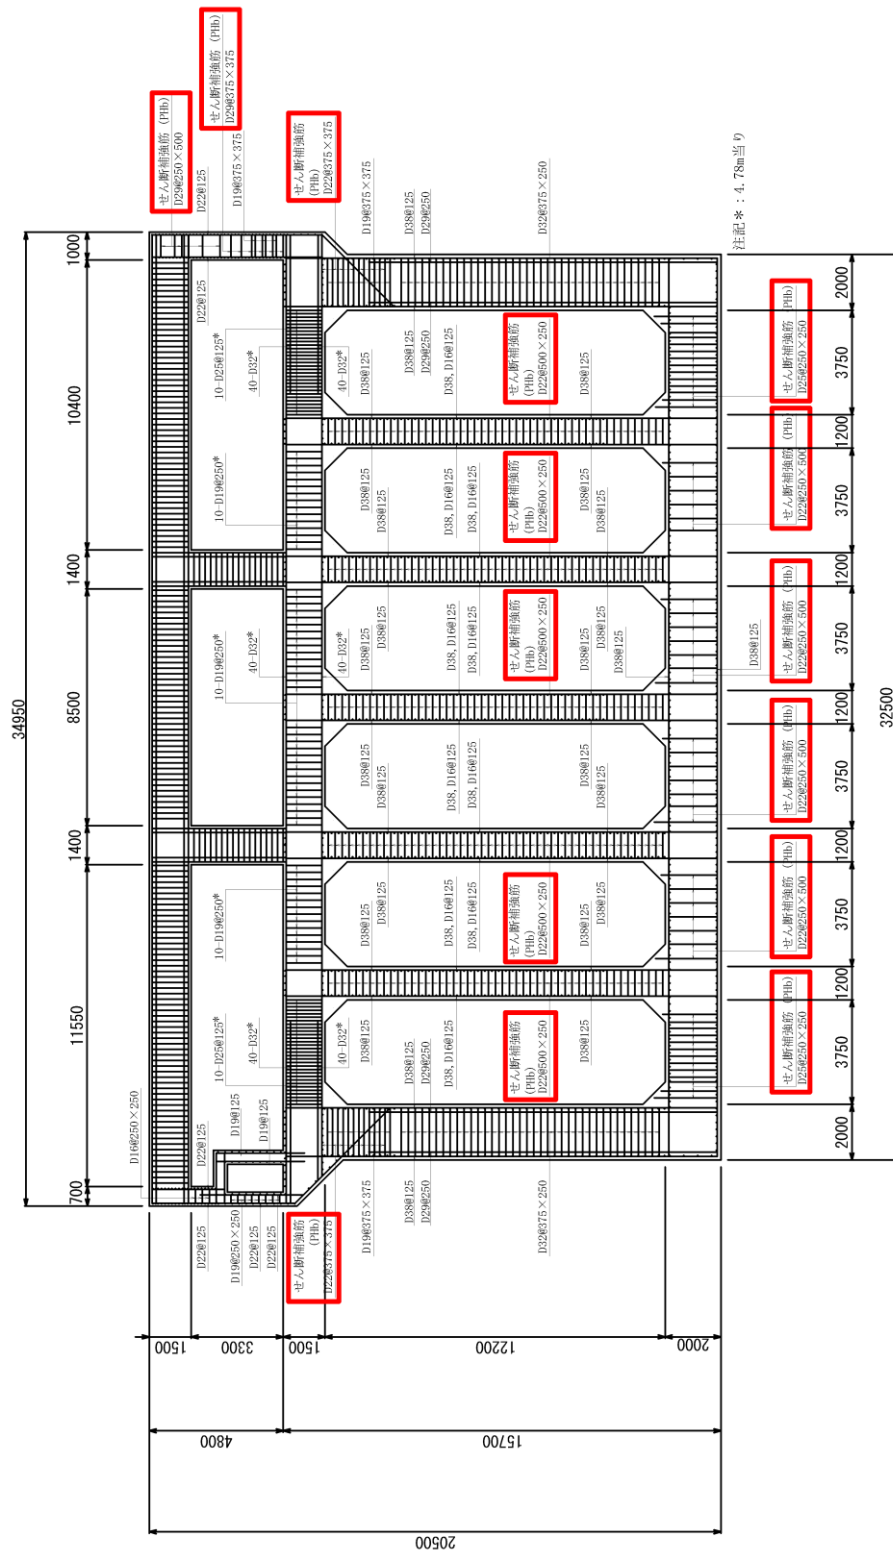 34950
700
11550
1400
8500
1400
10400
1000
D16@250×250
せん断補強筋 (PHb)
D29@250×500
せん断補強筋 (PHb)
D29@375×375
D22@125
D19@375×375
せん断補強筋
(PHb)
D22@375×375
D19@375×375
D38@125
D29@250
D32@375×250
D22@125
D19@250×250
D22@125
D22@125
せん断補強筋
(PHb)
D22@375×375
D19@375×375
D38@125
D29@250
D32@375×250
D22@125
D19@125
D19@125
10-D25@125*
40-D32*
10-D19@250*
10-D19@250*
40-D32*
10-D19@250*
D22@125
10-D25@125*
40-D32*
40-D32*
D38@125
D38@125
D29@250
D38, D16@125
せん断補強筋
(PHb)
D22@500×250
D38@125
D38@125
D38@125
D38, D16@125
D38, D16@125
せん断補強筋
(PHb)
D22@500×250
D38@125
D38@125
D38@125
D38@125
D38, D16@125
D38, D16@125
D38@125
D38@125
40-D32*
D38@125
D38@125
D38, D16@125
D38, D16@125
せん断補強筋
(PHb)
D22@500×250
D38@125
D38@125
D38@125
D38@125
D38@125
D38@125
D38, D16@125
D38, D16@125
せん断補強筋
(PHb)
D22@500×250
D38@125
D38@125
40-D32*
D38@125
D38@125
D29@250
D38, D16@125
せん断補強筋
(PHb)
D22@500×250
D38@125
注記＊：4.78m当り
せん断補強筋 (PHb)
D25@250×250
せん断補強筋 (PHb)
D22@250×500
せん断補強筋 (PHb)
D22@250×500
せん断補強筋 (PHb)
D22@250×500
せん断補強筋 (PHb)
D22@250×500
せん断補強筋 (PHb)
D25@250×250
2000
3750
1200
3750
1200
3750
1200
3750
1200
3750
1200
3750
2000
32500
1500
3300
1500
12200
2000
4800
15700
20500